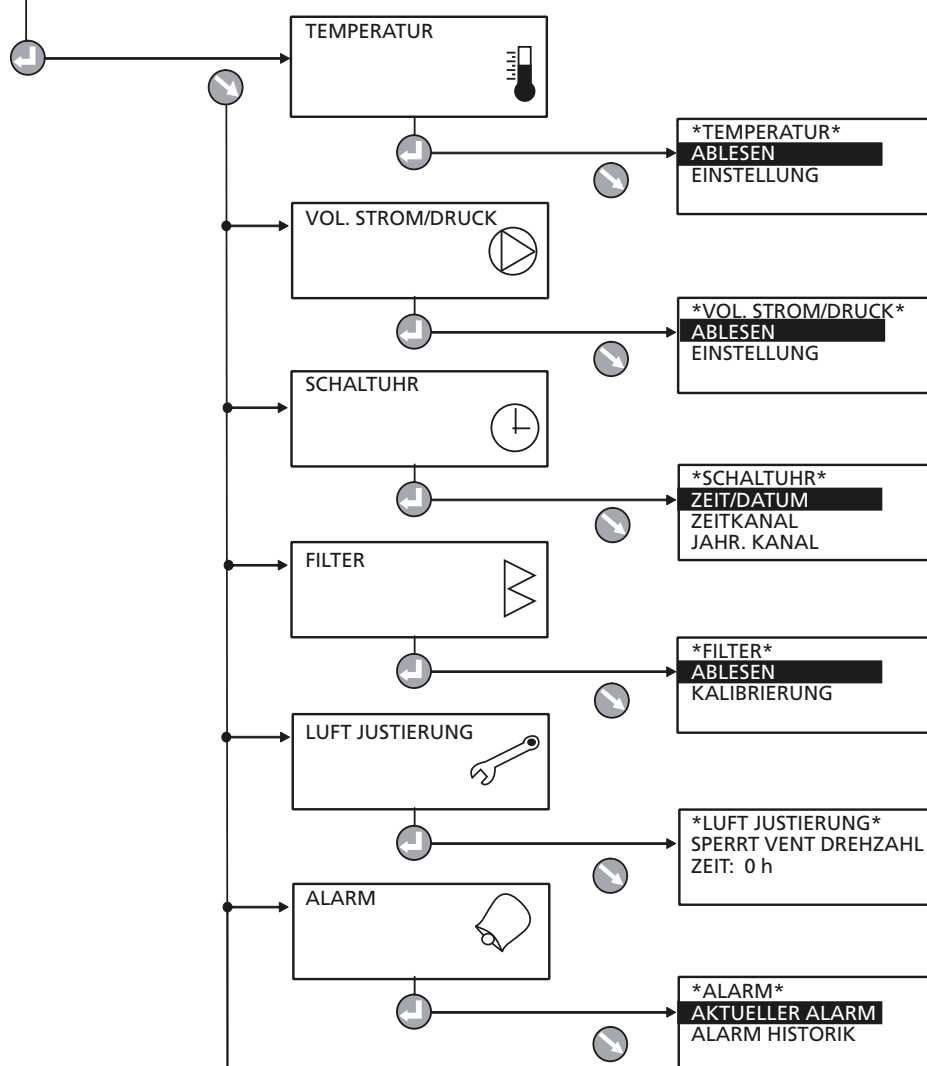 TEMPERATUR
*TEMPERATUR*
ABLESEN
EINSTELLUNG
VOL. STROM/DRUCK
*VOL. STROM/DRUCK*
ABLESEN
EINSTELLUNG
SCHALTUHR
*SCHALTUHR*
ZEIT/DATUM
ZEITKANAL
JAHR. KANAL
FILTER
*FILTER*
ABLESEN
KALIBRIERUNG
LUFT JUSTIERUNG
*LUFT JUSTIERUNG*
SPERRT VENT DREHZAHL
ZEIT: 0 h
ALARM
*ALARM*
AKTUELLER ALARM
ALARM HISTORIK